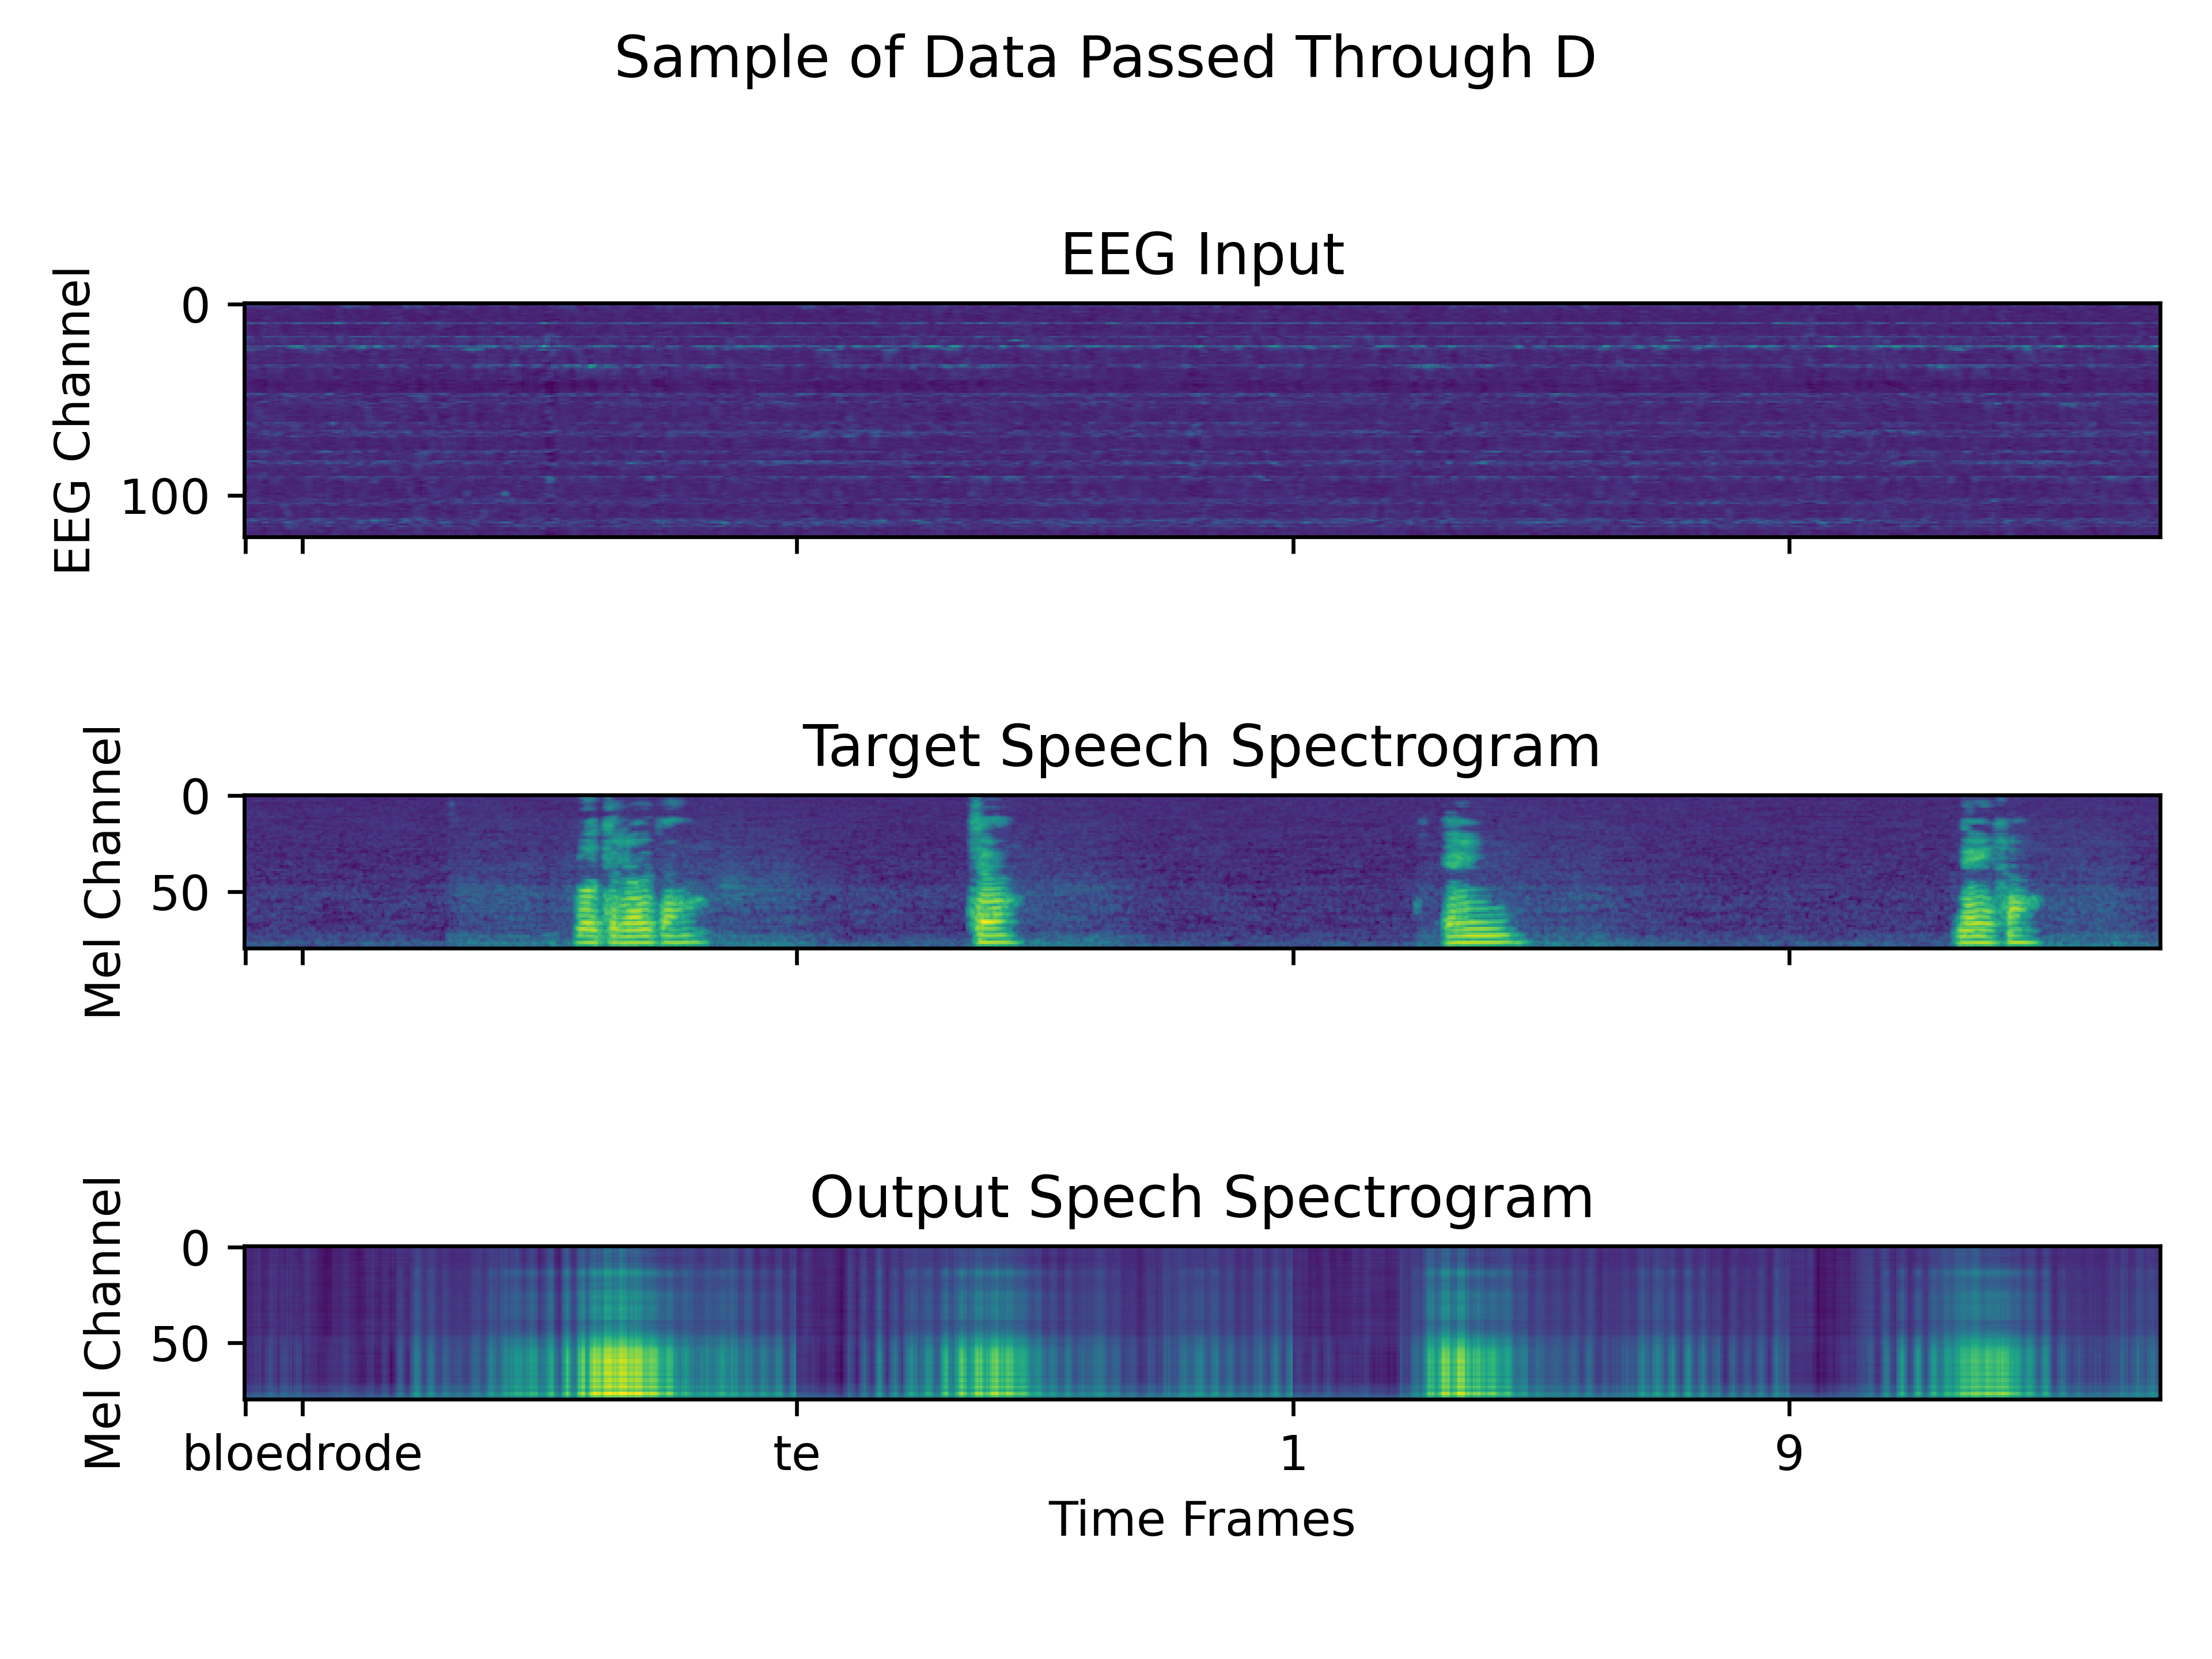 Sample of Data Passed Through D
EEG Input
EEG Channel
0
100
Target Speech Spectrogram
Mel Channel
0
50
Output Spech Spectrogram
Mel Channel
0
50
bloedrode te 1 9
Time Frames